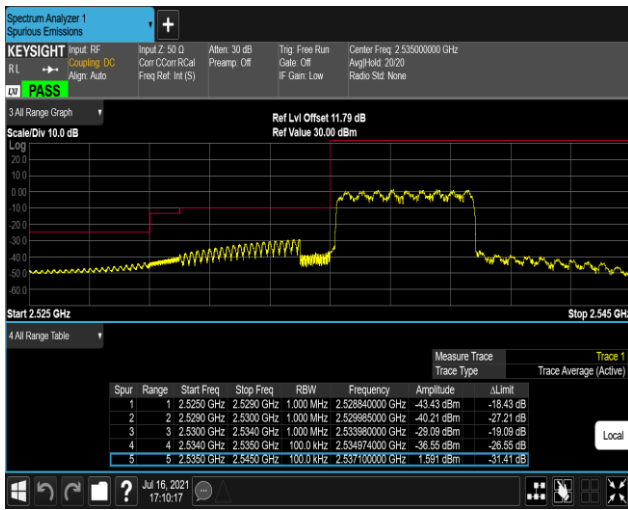 Spectrum Analyzer 1
Spurious Emissions
+
KEYSIGHT Input: RF Input Z: 50 Ω Atten: 30 dB Trig: Free Run Center Freq: 2.535000000 GHz
RL Coupling: DC Corr CCorr RCal Preamp: Off Gate: Off Avg|Hold: 20/20
Align: Auto Freq Ref: Int (S) IF Gain: Low Radio Std: None
LXI PASS
3 All Range Graph
Ref Lvl Offset 11.79 dB
Scale/Div 10.0 dB Ref Value 30.00 dBm
Log
20.0
10.0
0.00
-10.0
-20.0
-30.0
-40.0
-50.0
-60.0
Start 2.525 GHz Stop 2.545 GHz
4 All Range Table
Measure Trace Trace 1
Trace Type Trace Average (Active)
Spur Range Start Freq Stop Freq RBW Frequency Amplitude ΔLimit
1 1 2.5250 GHz 2.5290 GHz 1.000 MHz 2.528840000 GHz -43.43 dBm -18.43 dB
2 2 2.5290 GHz 2.5300 GHz 1.000 MHz 2.529985000 GHz -40.21 dBm -27.21 dB
3 3 2.5300 GHz 2.5340 GHz 1.000 MHz 2.533980000 GHz -29.09 dBm -19.09 dB
4 4 2.5340 GHz 2.5350 GHz 100.0 kHz 2.534974000 GHz -36.55 dBm -26.55 dB
5 5 2.5350 GHz 2.5450 GHz 100.0 kHz 2.537100000 GHz 1.591 dBm -31.41 dB
Local
? Jul 16, 2021
17:10:17